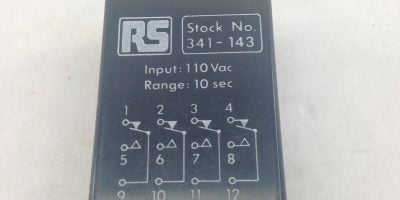 RS
Stock No.
341-143
Input: 110 Vac
Range: 10 sec
1 2 3 4
5 6 7 8
9 10 11 12